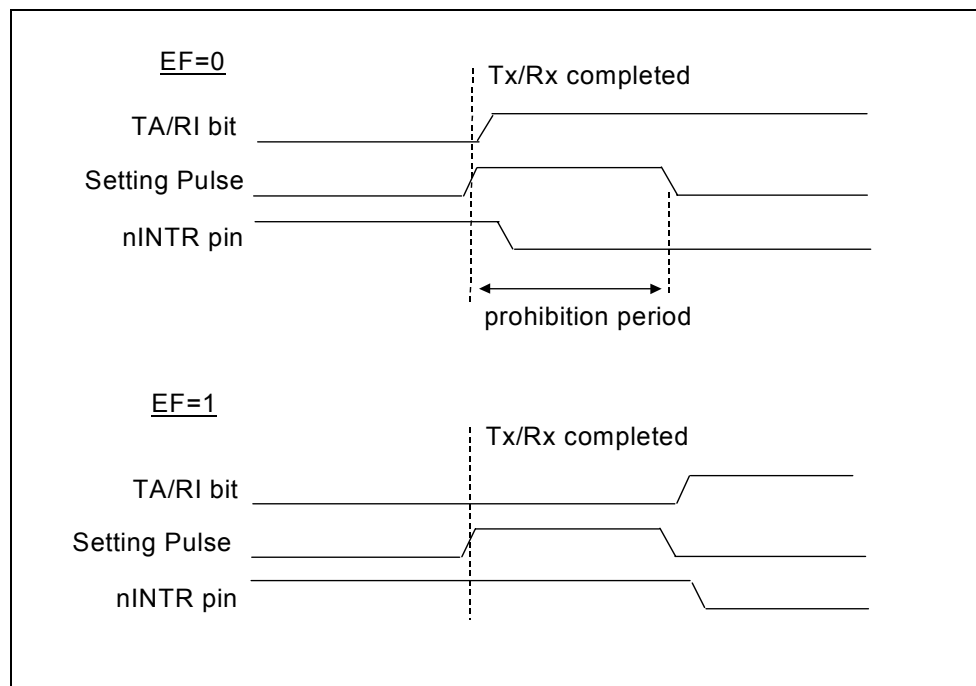 EF=0
Tx/Rx completed
TA/RI bit
Setting Pulse
nINTR pin
prohibition period
EF=1
Tx/Rx completed
TA/RI bit
Setting Pulse
nINTR pin